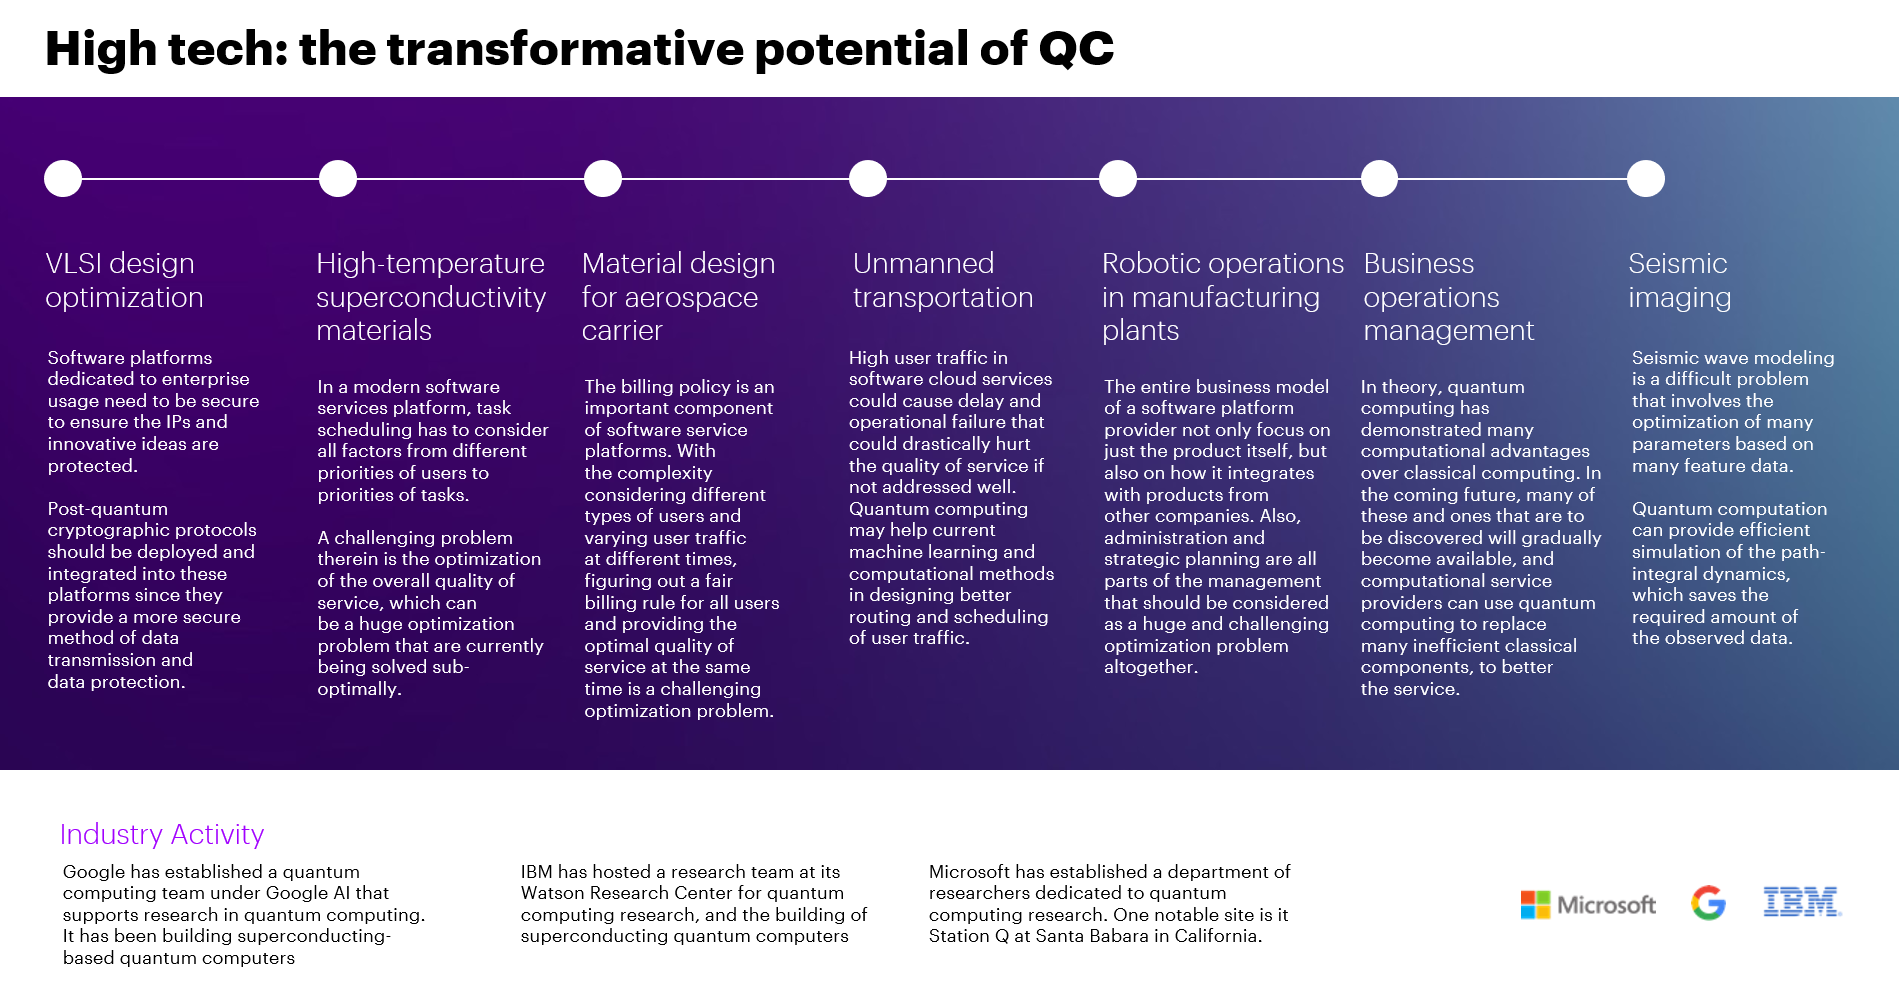 High tech: the transformative potential of QC
VLSI design
optimization
Software platforms
dedicated to enterprise
usage need to be secure
to ensure the IPs and
innovative ideas are
protected.
Post-quantum
cryptographic protocols
should be deployed and
integrated into these
platforms since they
provide a more secure
method of data
transmission and
data protection.
High-temperature
superconductivity
materials
In a modern software
services platform, task
scheduling has to consider
all factors from different
priorities of users to
priorities of tasks.
A challenging problem
therein is the optimization
of the overall quality of
service, which can
be a huge optimization
problem that are currently
being solved sub-
optimally.
Material design
for aerospace
carrier
The billing policy is an
important component
of software service
platforms. With
the complexity
considering different
types of users and
varying user traffic
at different times,
figuring out a fair
billing rule for all users
and providing the
optimal quality of
service at the same
time is a challenging
optimization problem.
Unmanned
transportation
High user traffic in
software cloud services
could cause delay and
operational failure that
could drastically hurt
the quality of service if
not addressed well.
Quantum computing
may help current
machine learning and
computational methods
in designing better
routing and scheduling
of user traffic.
Robotic operations
in manufacturing
plants
The entire business model
of a software platform
provider not only focus on
just the product itself, but
also on how it integrates
with products from
other companies. Also,
administration and
strategic planning are all
parts of the management
that should be considered
as a huge and challenging
optimization problem
altogether.
Business
operations
management
In theory, quantum
computing has
demonstrated many
computational advantages
over classical computing. In
the coming future, many of
these and ones that are to
be discovered will gradually
become available, and
computational service
providers can use quantum
computing to replace
many inefficient classical
components, to better
the service.
Seismic
imaging
Seismic wave modeling
is a difficult problem
that involves the
optimization of many
parameters based on
many feature data.
Quantum computation
can provide efficient
simulation of the path-
integral dynamics,
which saves the
required amount of
the observed data.
Industry Activity
Google has established a quantum
computing team under Google AI that
supports research in quantum computing.
It has been building superconducting-
based quantum computers
IBM has hosted a research team at its
Watson Research Center for quantum
computing research, and the building of
superconducting quantum computers
Microsoft has established a department of
researchers dedicated to quantum
computing research. One notable site is it
Station Q at Santa Babara in California.
Microsoft
G
IBM